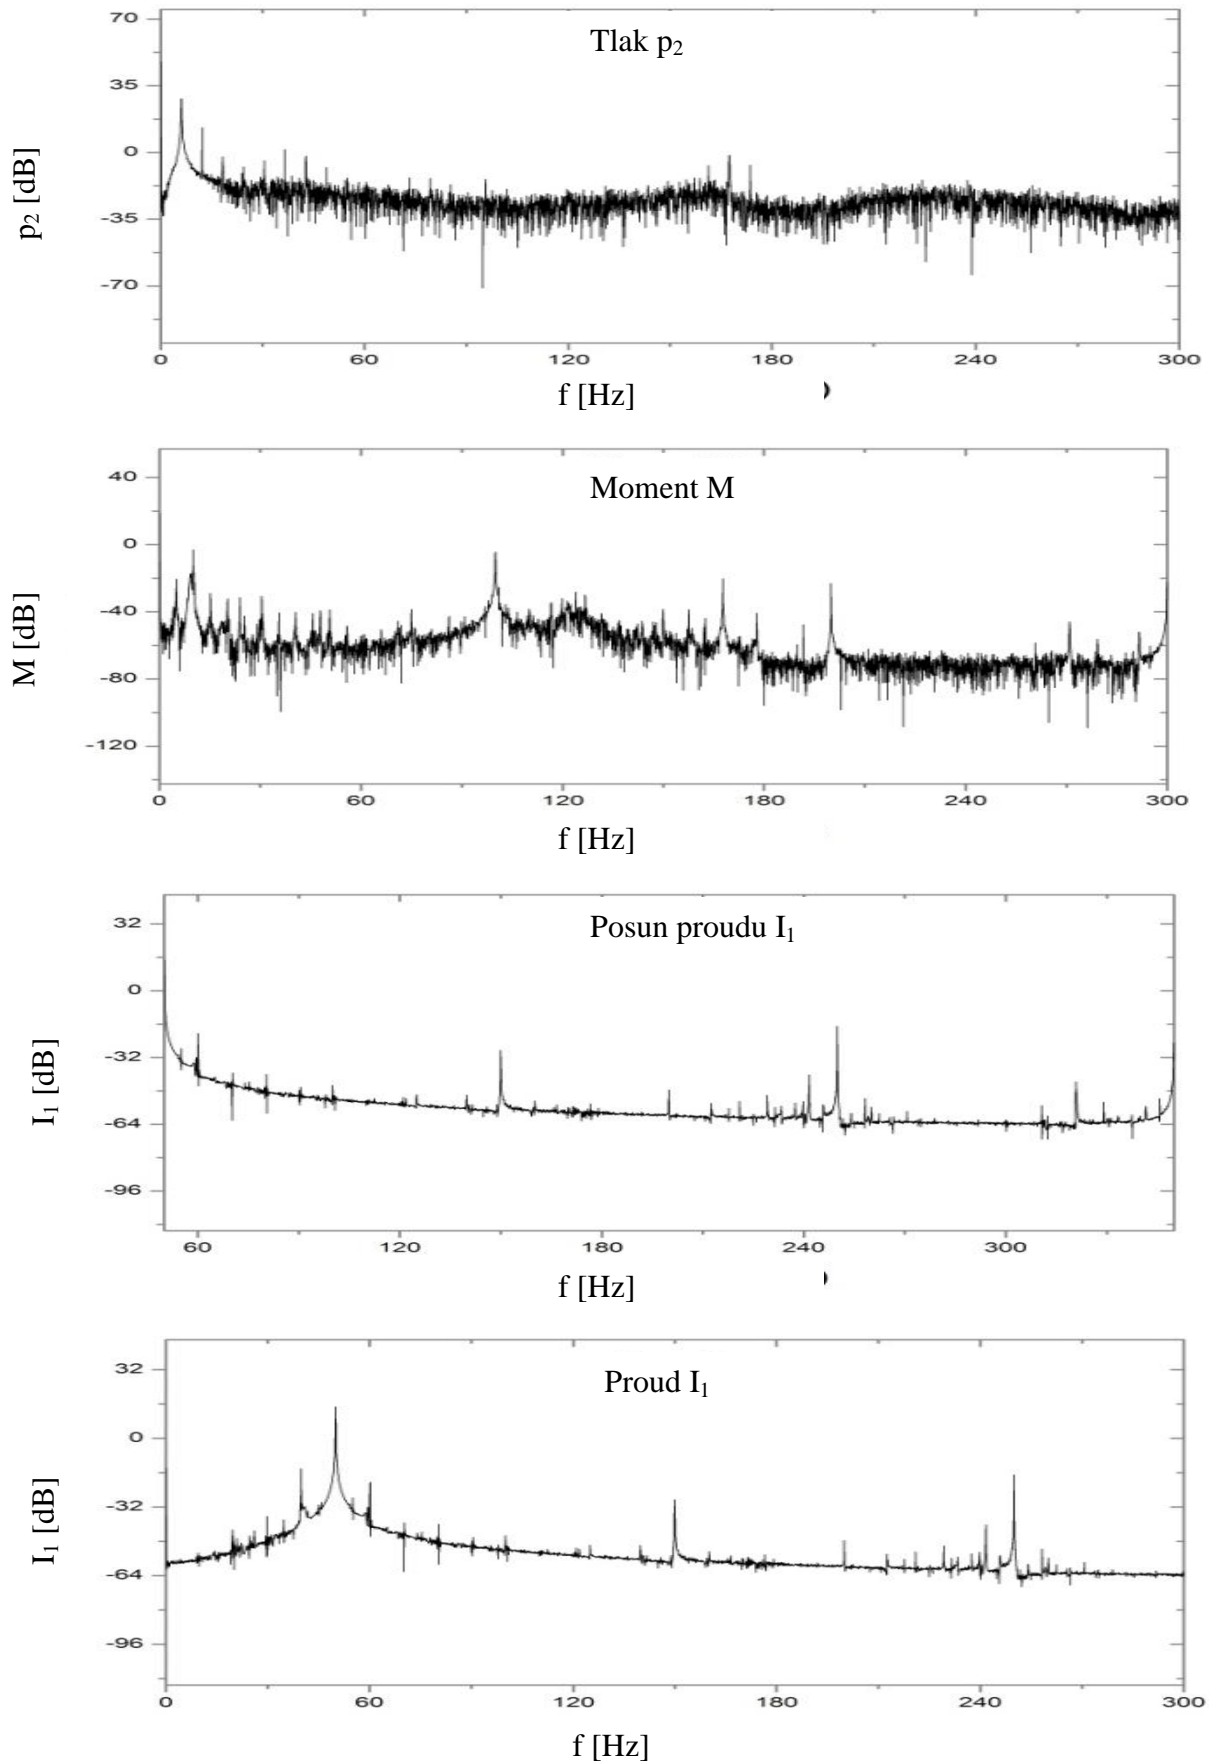 Tlak p₂
p₂ [dB]
70
35
0
-35
-70
0 60 120 180 240 300
f [Hz]
Moment M
M [dB]
40
0
-40
-80
-120
0 60 120 180 240 300
f [Hz]
Posun proudu I₁
I₁ [dB]
32
0
-32
-64
-96
60 120 180 240 300
f [Hz]
Proud I₁
I₁ [dB]
32
0
-32
-64
-96
0 60 120 180 240 300
f [Hz]